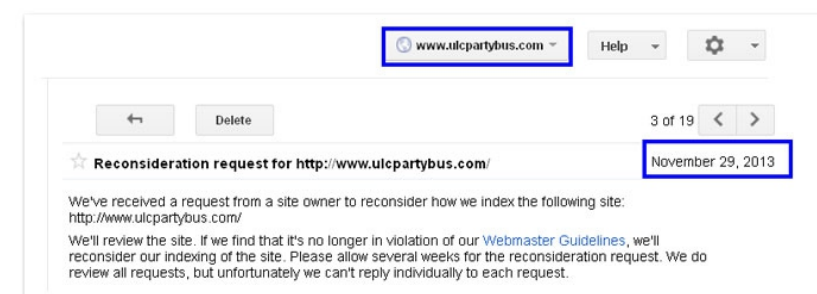 www.ulcpartybus.com Help
Delete 3 of 19
Reconsideration request for http://www.ulcpartybus.com/ November 29, 2013
We've received a request from a site owner to reconsider how we index the following site:
http://www.ulcpartybus.com/
We'll review the site. If we find that it's no longer in violation of our Webmaster Guidelines, we'll
reconsider our indexing of the site. Please allow several weeks for the reconsideration request. We do
review all requests, but unfortunately we can't reply individually to each request.